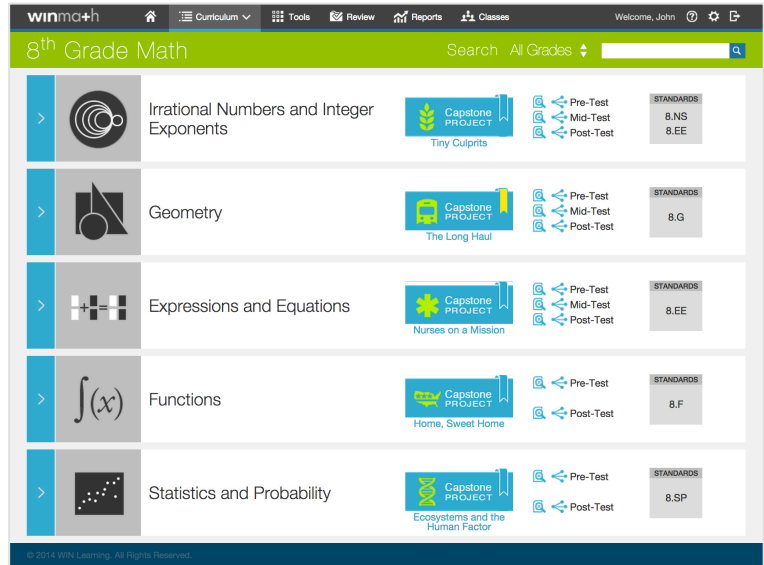 winma+h Curriculum Tools Review Reports Classes Welcome, John ?
8th Grade Math Search All Grades
Irrational Numbers and Integer
Exponents
Capstone
PROJECT
Tiny Culprits
Pre-Test
Mid-Test
Post-Test
STANDARDS
8.NS
8.EE
Geometry
Capstone
PROJECT
The Long Haul
Pre-Test
Mid-Test
Post-Test
STANDARDS
8.G
+ =
Expressions and Equations
Capstone
PROJECT
Nurses on a Mission
Pre-Test
Mid-Test
Post-Test
STANDARDS
8.EE
∫(x)
Functions
Capstone
PROJECT
Home, Sweet Home
Pre-Test
Post-Test
STANDARDS
8.F
Statistics and Probability
Capstone
PROJECT
Ecosystems and the
Human Factor
Pre-Test
Post-Test
STANDARDS
8.SP
© 2014 WIN Learning. All Rights Reserved.